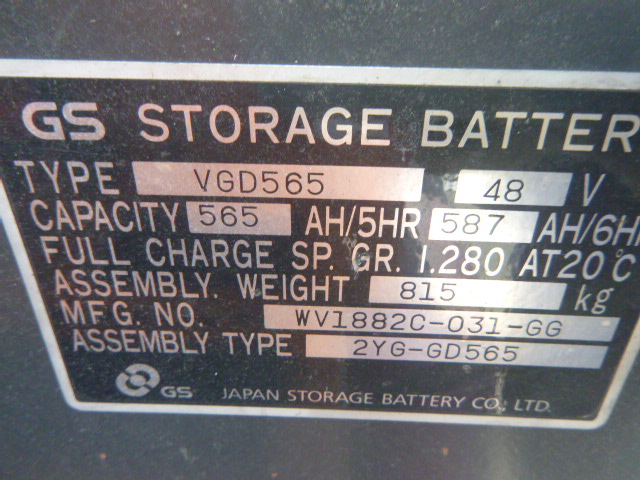 GS STORAGE BATTER
TYPE VGD565 48 V
CAPACITY 565 AH/5HR 587 AH/6H
FULL CHARGE SP. GR. 1.280 AT 20°C
ASSEMBLY. WEIGHT 815 kg
MFG. NO. WV1882C-031-GG
ASSEMBLY TYPE 2YG-GD565
GS JAPAN STORAGE BATTERY CO., LTD.